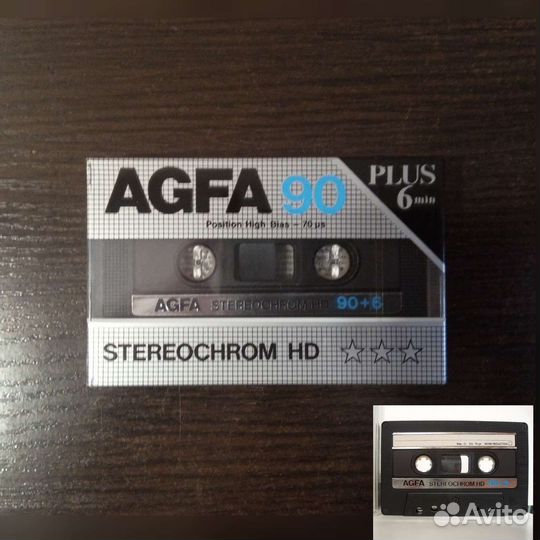 AGFA 90
PLUS
6 min
Position High Bias - 70 µs
AGFA STEREOCHROM HD 90+6
STEREOCHROM HD
AGFA STEREOCHROM HD
Avito